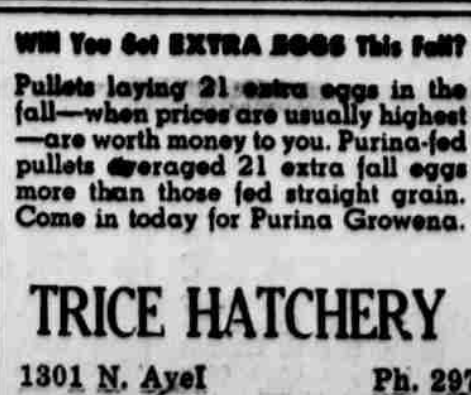 Will You Get EXTRA EGGS This Fall?
Pullets laying 21 extra eggs in the
fall—when prices are usually highest
—are worth money to you. Purina-fed
pullets averaged 21 extra fall eggs
more than those fed straight grain.
Come in today for Purina Growena.
TRICE HATCHERY
1301 N. Ayel Ph. 297